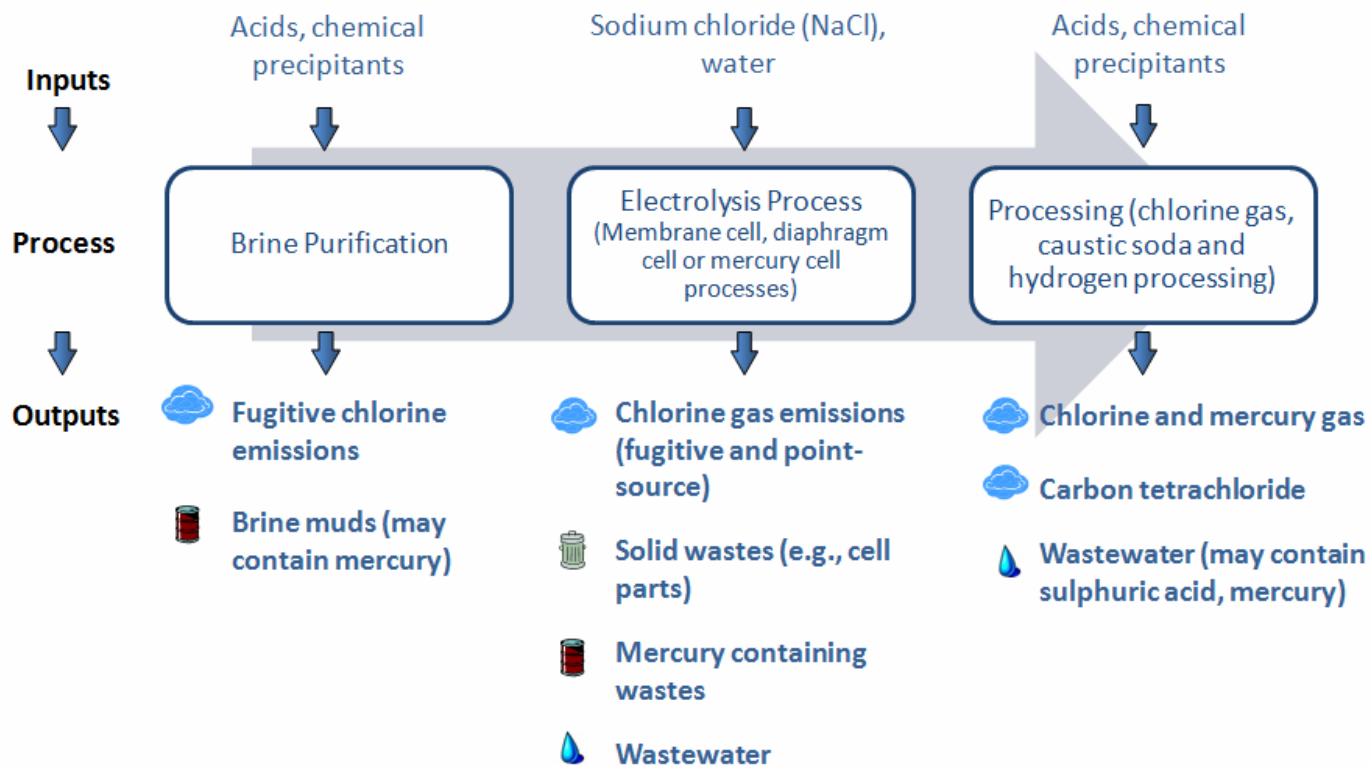 Inputs
Acids, chemical
precipitants
Sodium chloride (NaCl),
water
Acids, chemical
precipitants
Process
Brine Purification
Electrolysis Process
(Membrane cell, diaphragm
cell or mercury cell
processes)
Processing (chlorine gas,
caustic soda and
hydrogen processing)
Outputs
Fugitive chlorine
emissions
Brine muds (may
contain mercury)
Chlorine gas emissions
(fugitive and point-
source)
Solid wastes (e.g., cell
parts)
Mercury containing
wastes
Wastewater
Chlorine and mercury gas
Carbon tetrachloride
Wastewater (may contain
sulphuric acid, mercury)